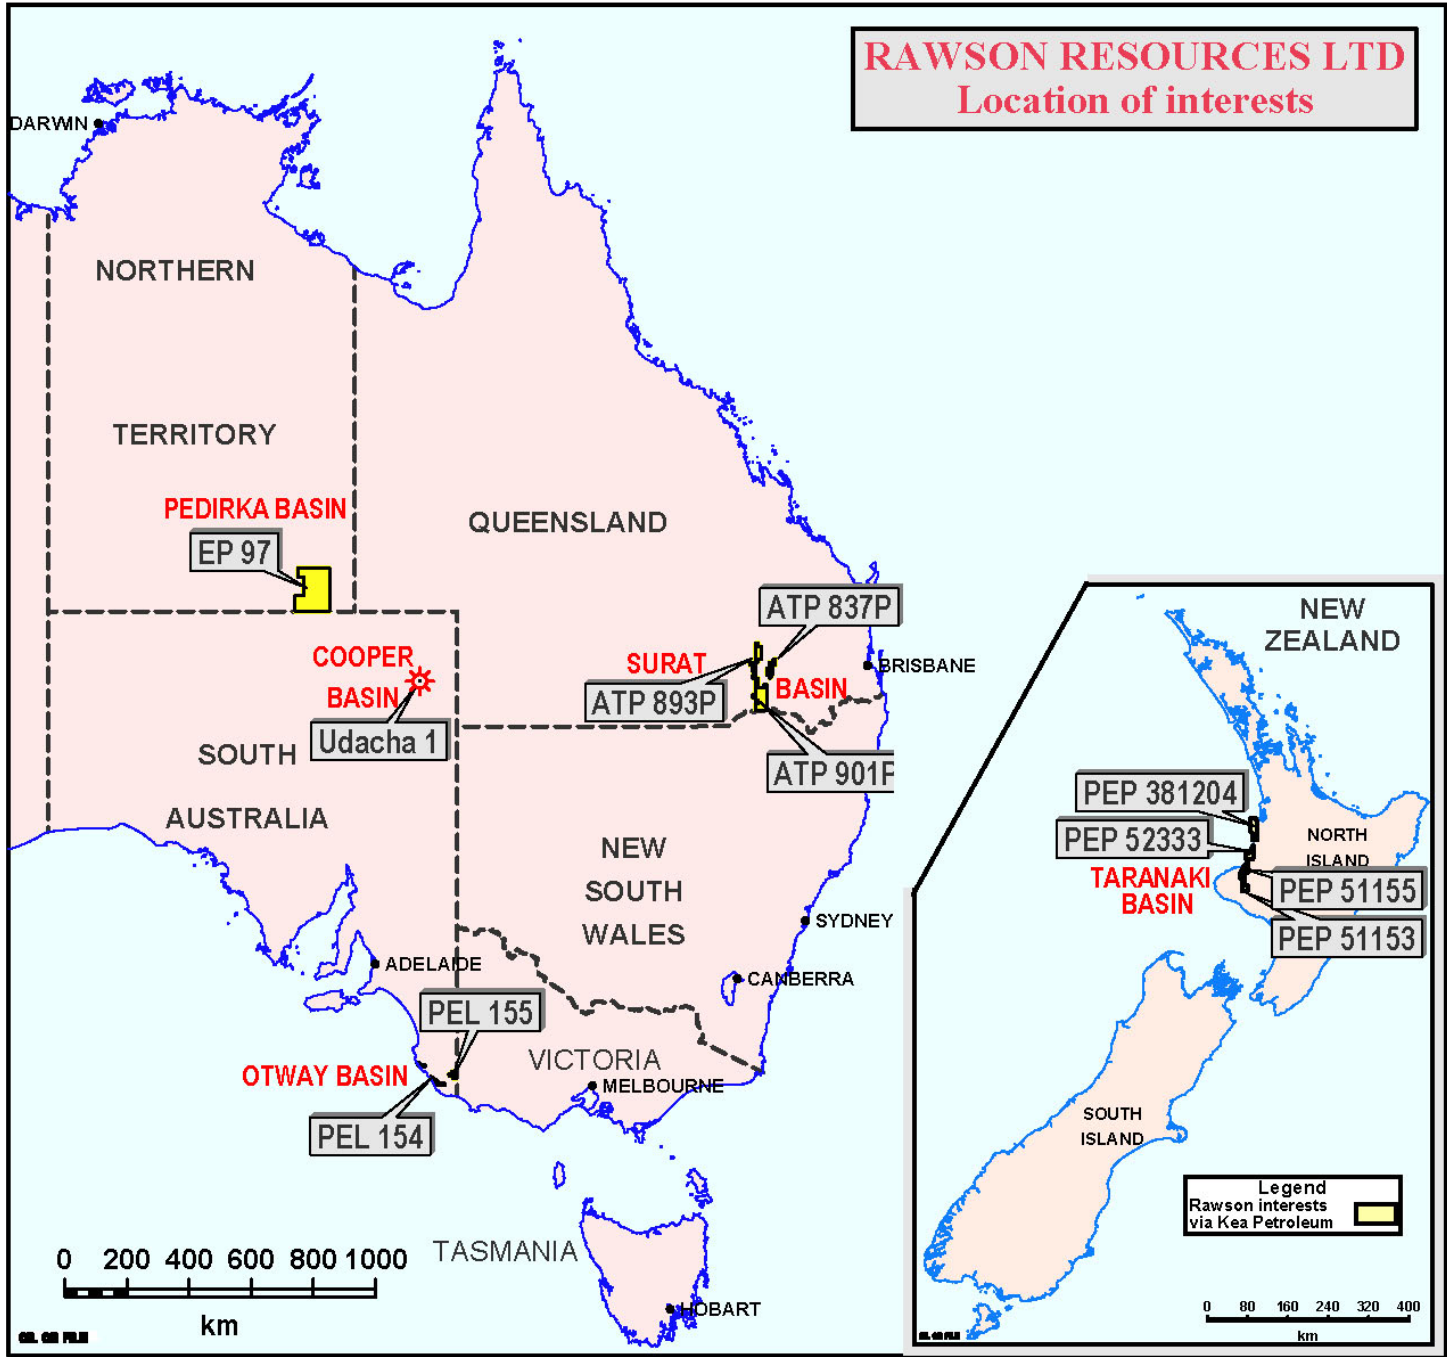 RAWSON RESOURCES LTD
Location of interests
DARWIN
NORTHERN
TERRITORY
PEDIRKA BASIN
EP 97
QUEENSLAND
ATP 837P
SURAT
BASIN
BRISBANE
ATP 893P
ATP 901P
COOPER
BASIN
Udacha 1
SOUTH
AUSTRALIA
NEW
SOUTH
WALES
SYDNEY
CANBERRA
ADELAIDE
PEL 155
VICTORIA
OTWAY BASIN
MELBOURNE
PEL 154
TASMANIA
HOBART
0 200 400 600 800 1000
km
NEW
ZEALAND
PEP 381204
PEP 52333
NORTH
ISLAND
TARANAKI
BASIN
PEP 51155
PEP 51153
SOUTH
ISLAND
Legend
Rawson interests
via Kea Petroleum
0 80 160 240 320 400
km